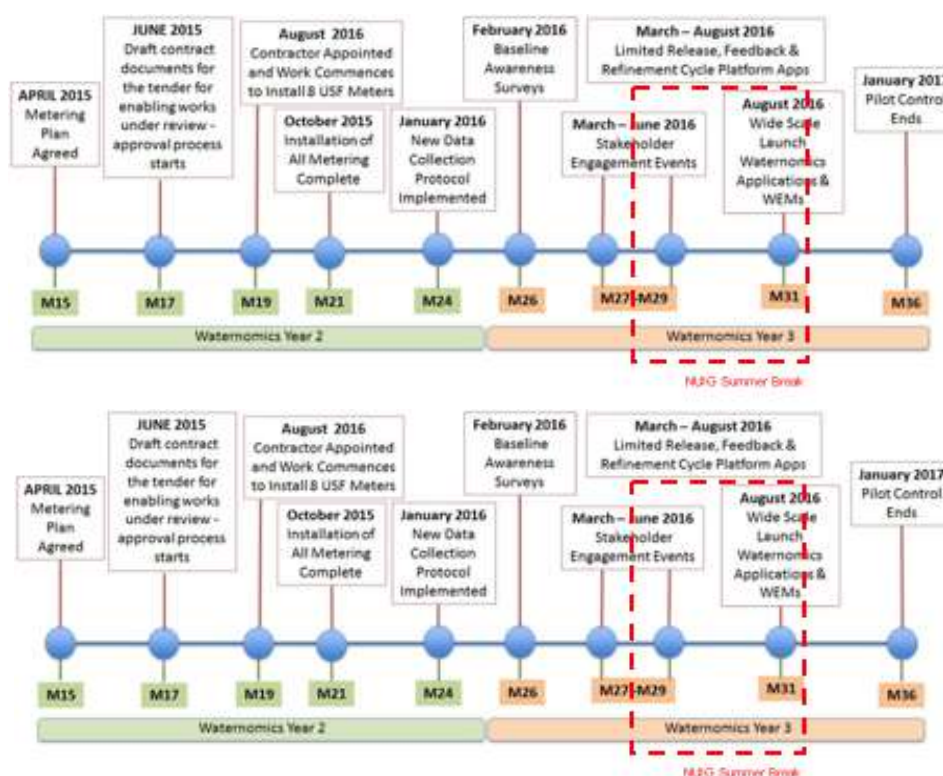 APRIL 2015
Metering
Plan
Agreed
JUNE 2015
Draft contract
documents for
the tender for
enabling works
under review -
approval process
starts
August 2016
Contractor Appointed
and Work Commences
to Install 8 USF Meters
October 2015
Installation of
All Metering
Complete
January 2016
New Data
Collection
Protocol
Implemented
February 2016
Baseline
Awareness
Surveys
March – June 2016
Stakeholder
Engagement Events
March – August 2016
Limited Release, Feedback &
Refinement Cycle Platform Apps
August 2016
Wide Scale
Launch
Waternomics
Applications &
WEMs
January 2017
Pilot Control
Ends
M15
M17
M19
M21
M24
M26
M27-M29
M31
M36
Waternomics Year 2
Waternomics Year 3
NUIG Summer Break
APRIL 2015
Metering
Plan
Agreed
JUNE 2015
Draft contract
documents for
the tender for
enabling works
under review -
approval process
starts
August 2016
Contractor Appointed
and Work Commences
to Install 8 USF Meters
October 2015
Installation of
All Metering
Complete
January 2016
New Data
Collection
Protocol
Implemented
February 2016
Baseline
Awareness
Surveys
March – June 2016
Stakeholder
Engagement Events
March – August 2016
Limited Release, Feedback &
Refinement Cycle Platform Apps
August 2016
Wide Scale
Launch
Waternomics
Applications &
WEMs
January 2017
Pilot Control
Ends
M15
M17
M19
M21
M24
M26
M27-M29
M31
M36
Waternomics Year 2
Waternomics Year 3
NUIG Summer Break